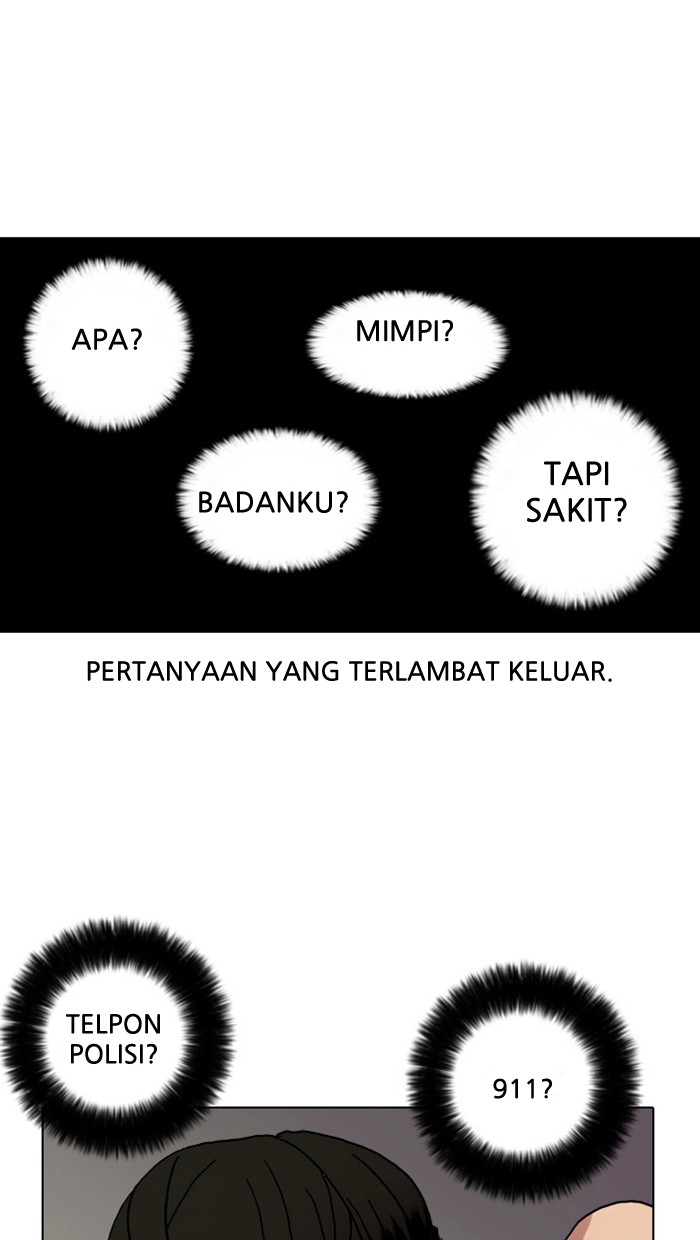 APA?
MIMPI?
BADANKU?
TAPI
SAKIT?
PERTANYAAN YANG TERLAMBAT KELUAR.
TELPON
POLISI?
911?